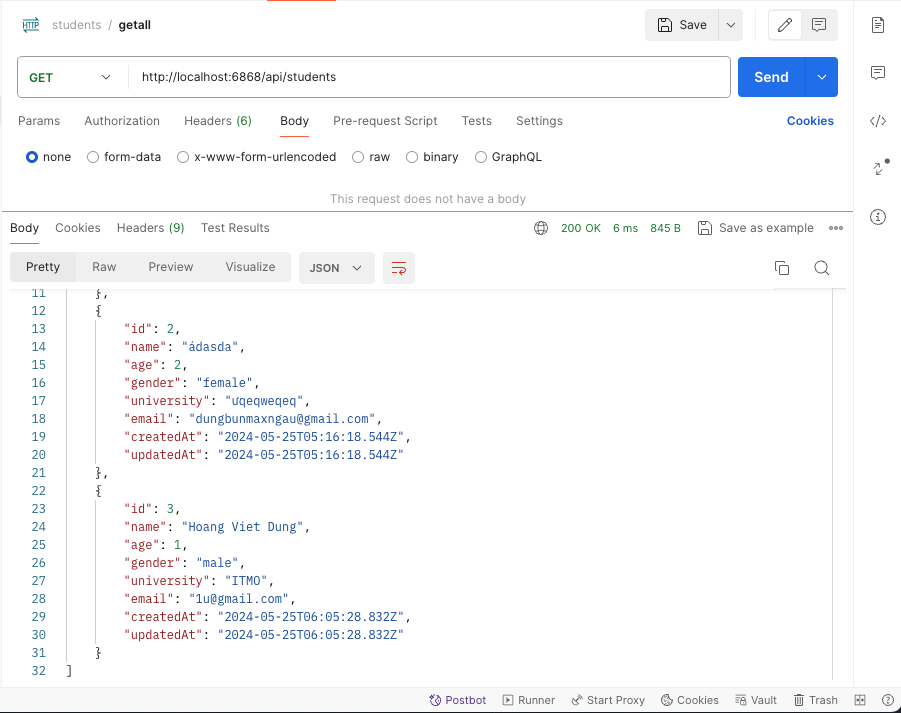 HTTP students / getall Save
GET http://localhost:6868/api/students Send
Params Authorization Headers (6) Body Pre-request Script Tests Settings Cookies
none form-data x-www-form-urlencoded raw binary GraphQL
This request does not have a body
Body Cookies Headers (9) Test Results 200 OK 6 ms 845 B Save as example
Pretty Raw Preview Visualize JSON
11 },
12 {
13 "id": 2,
14 "name": "ádasda",
15 "age": 2,
16 "gender": "female",
17 "university": "ưqeqweqeq",
18 "email": "dungbunmaxngau@gmail.com",
19 "createdAt": "2024-05-25T05:16:18.544Z",
20 "updatedAt": "2024-05-25T05:16:18.544Z"
21 },
22 {
23 "id": 3,
24 "name": "Hoang Viet Dung",
25 "age": 1,
26 "gender": "male",
27 "university": "ITMO",
28 "email": "1u@gmail.com",
29 "createdAt": "2024-05-25T06:05:28.832Z",
30 "updatedAt": "2024-05-25T06:05:28.832Z"
31 }
32 ]
Postbot Runner Start Proxy Cookies Vault Trash